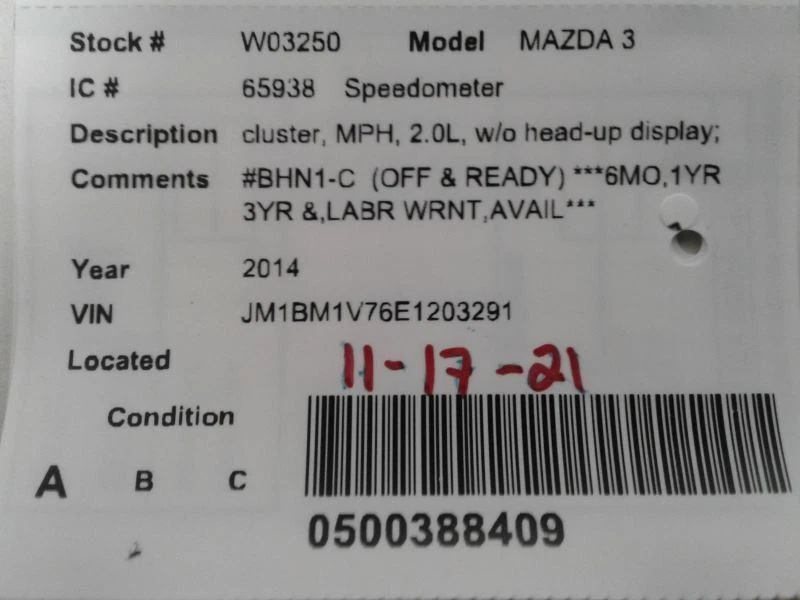 Stock # W03250 Model MAZDA 3
IC # 65938 Speedometer
Description cluster, MPH, 2.0L, w/o head-up display;
Comments #BHN1-C (OFF & READY) ***6MO,1YR
3YR &,LABR WRNT,AVAIL***
Year 2014
VIN JM1BM1V76E1203291
Located 11-17-21
Condition
A B C
0500388409